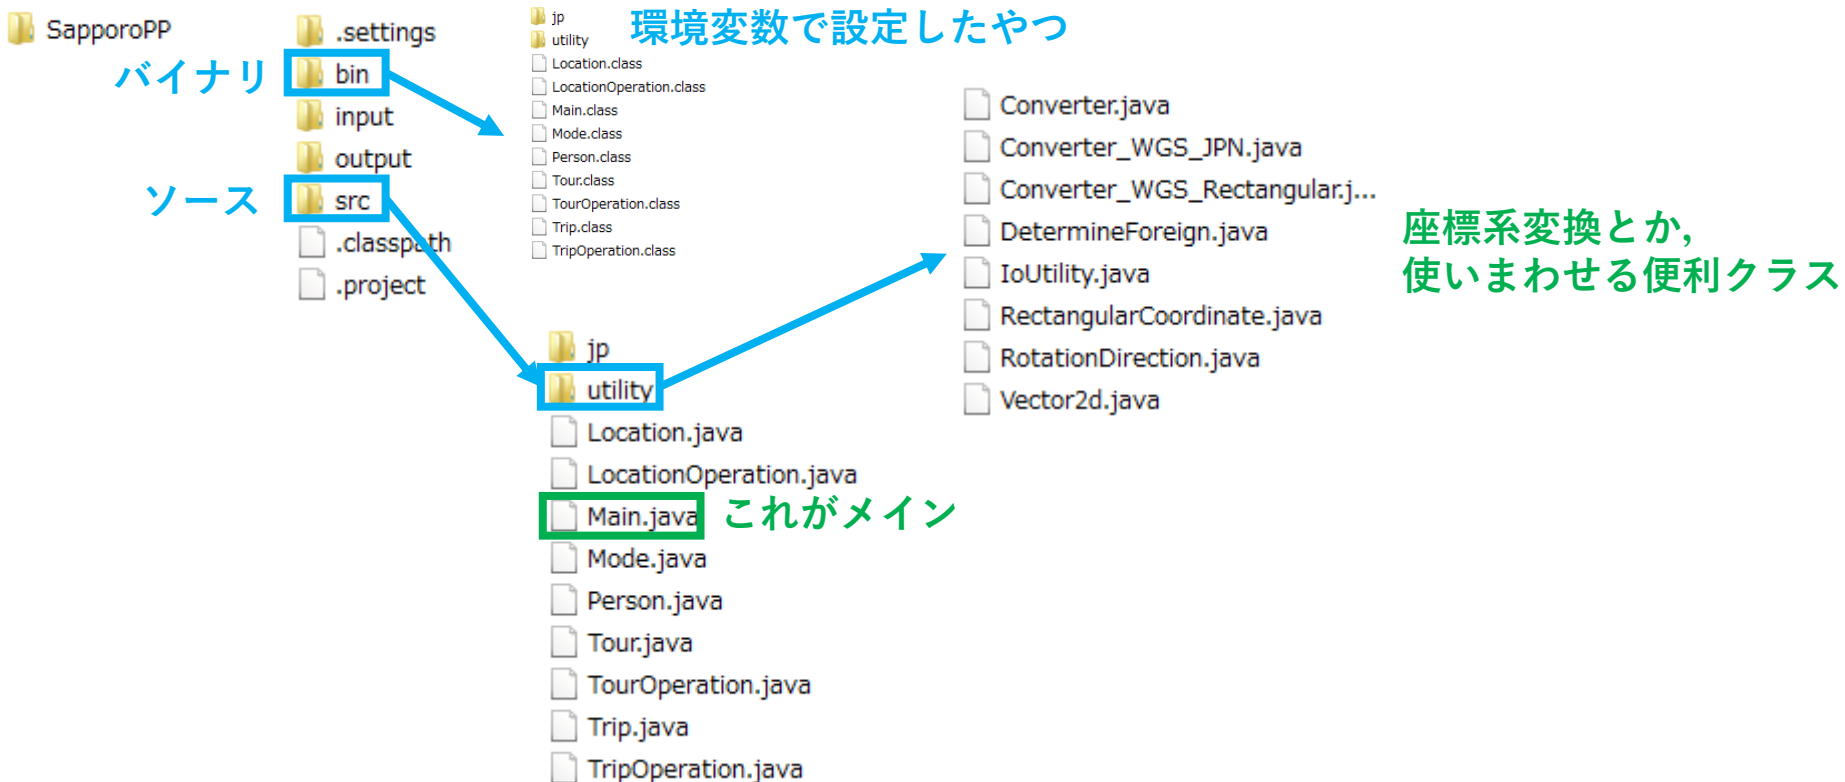 SapporoPP
.settings
バイナリ
bin
input
output
ソース
src
.classpath
.project
jp
utility
環境変数で設定したやつ
Location.class
LocationOperation.class
Main.class
Mode.class
Person.class
Tour.class
TourOperation.class
Trip.class
TripOperation.class
Converter.java
Converter_WGS_JPN.java
Converter_WGS_Rectangular.j...
DetermineForeign.java
IoUtility.java
RectangularCoordinate.java
RotationDirection.java
Vector2d.java
座標系変換とか,
使いまわせる便利クラス
jp
utility
Location.java
LocationOperation.java
Main.java
これがメイン
Mode.java
Person.java
Tour.java
TourOperation.java
Trip.java
TripOperation.java